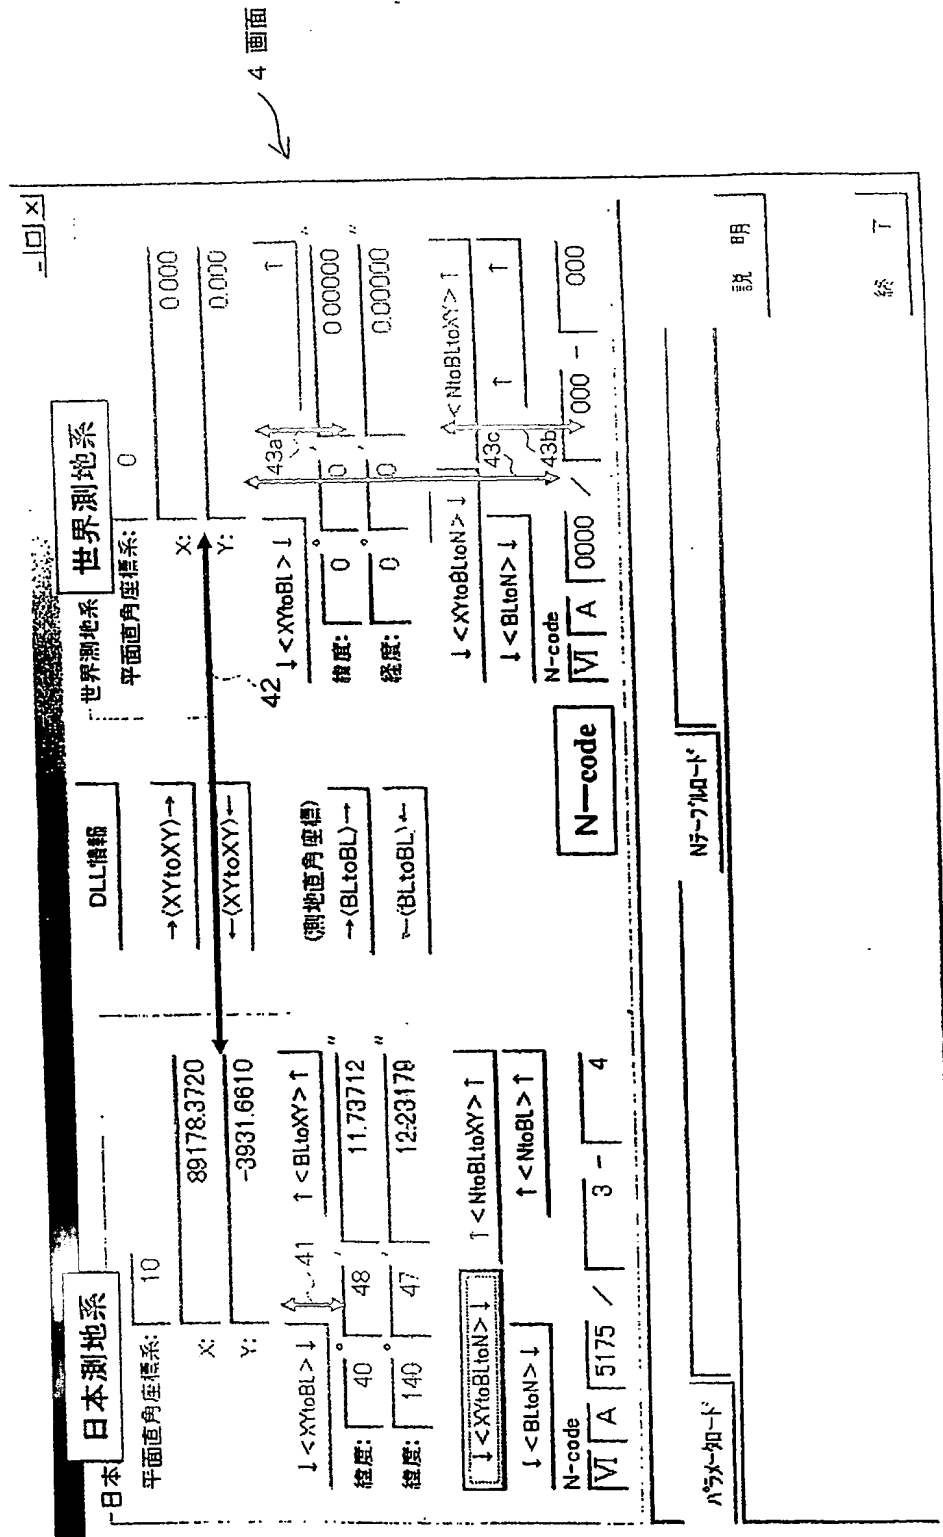 4 画面
- □ ×
日本測地系
日本
平面直角座標系: 10
X: 89178.3720
Y: -3931.6610
↓<XYtoBL>↓
41
↑<BLtoXY>↑
緯度: 40 ° 48 ' 11.73712 "
経度: 140 ° 47 ' 12.23179 "
↓<XYtoBLtoN>↓
↑<NtoBLtoXY>↑
↓<BLtoN>↓
↑<NtoBL>↑
N-code
VI A 5175 / 3 - 4
DLL情報
→(XYtoXY)→
←(XYtoXY)←
(測地直角座標)
→(BLtoBL)→
←(BLtoBL)←
N—code
世界測地系
世界測地系
平面直角座標系: 0
X: 0.000
Y: 0.000
42
↓<XYtoBL>↓
43a
↑
緯度: 0 ° 0 ' 0.00000 "
経度: 0 ° 0 ' 0.00000 "
↓<XYtoBLtoN>↓
<NtoBLtoXY>↑
↓<BLtoN>↓
43c
43b
↑ ↑
N-code
VI A 0000 / 000 - 000
パラメータロード
Nテーブルロード
説 明
終 了